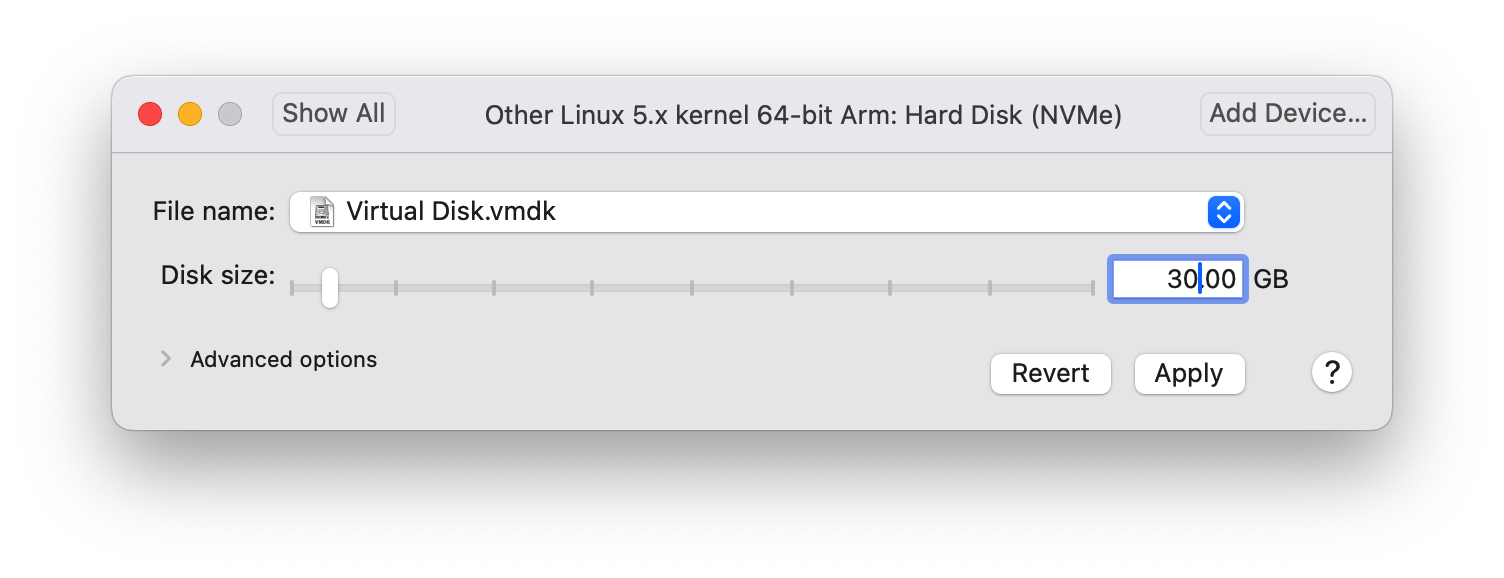 Show All
Other Linux 5.x kernel 64-bit Arm: Hard Disk (NVMe)
Add Device...
File name:
VMDK
Virtual Disk.vmdk
Disk size:
30.00
GB
Advanced options
Revert
Apply
?